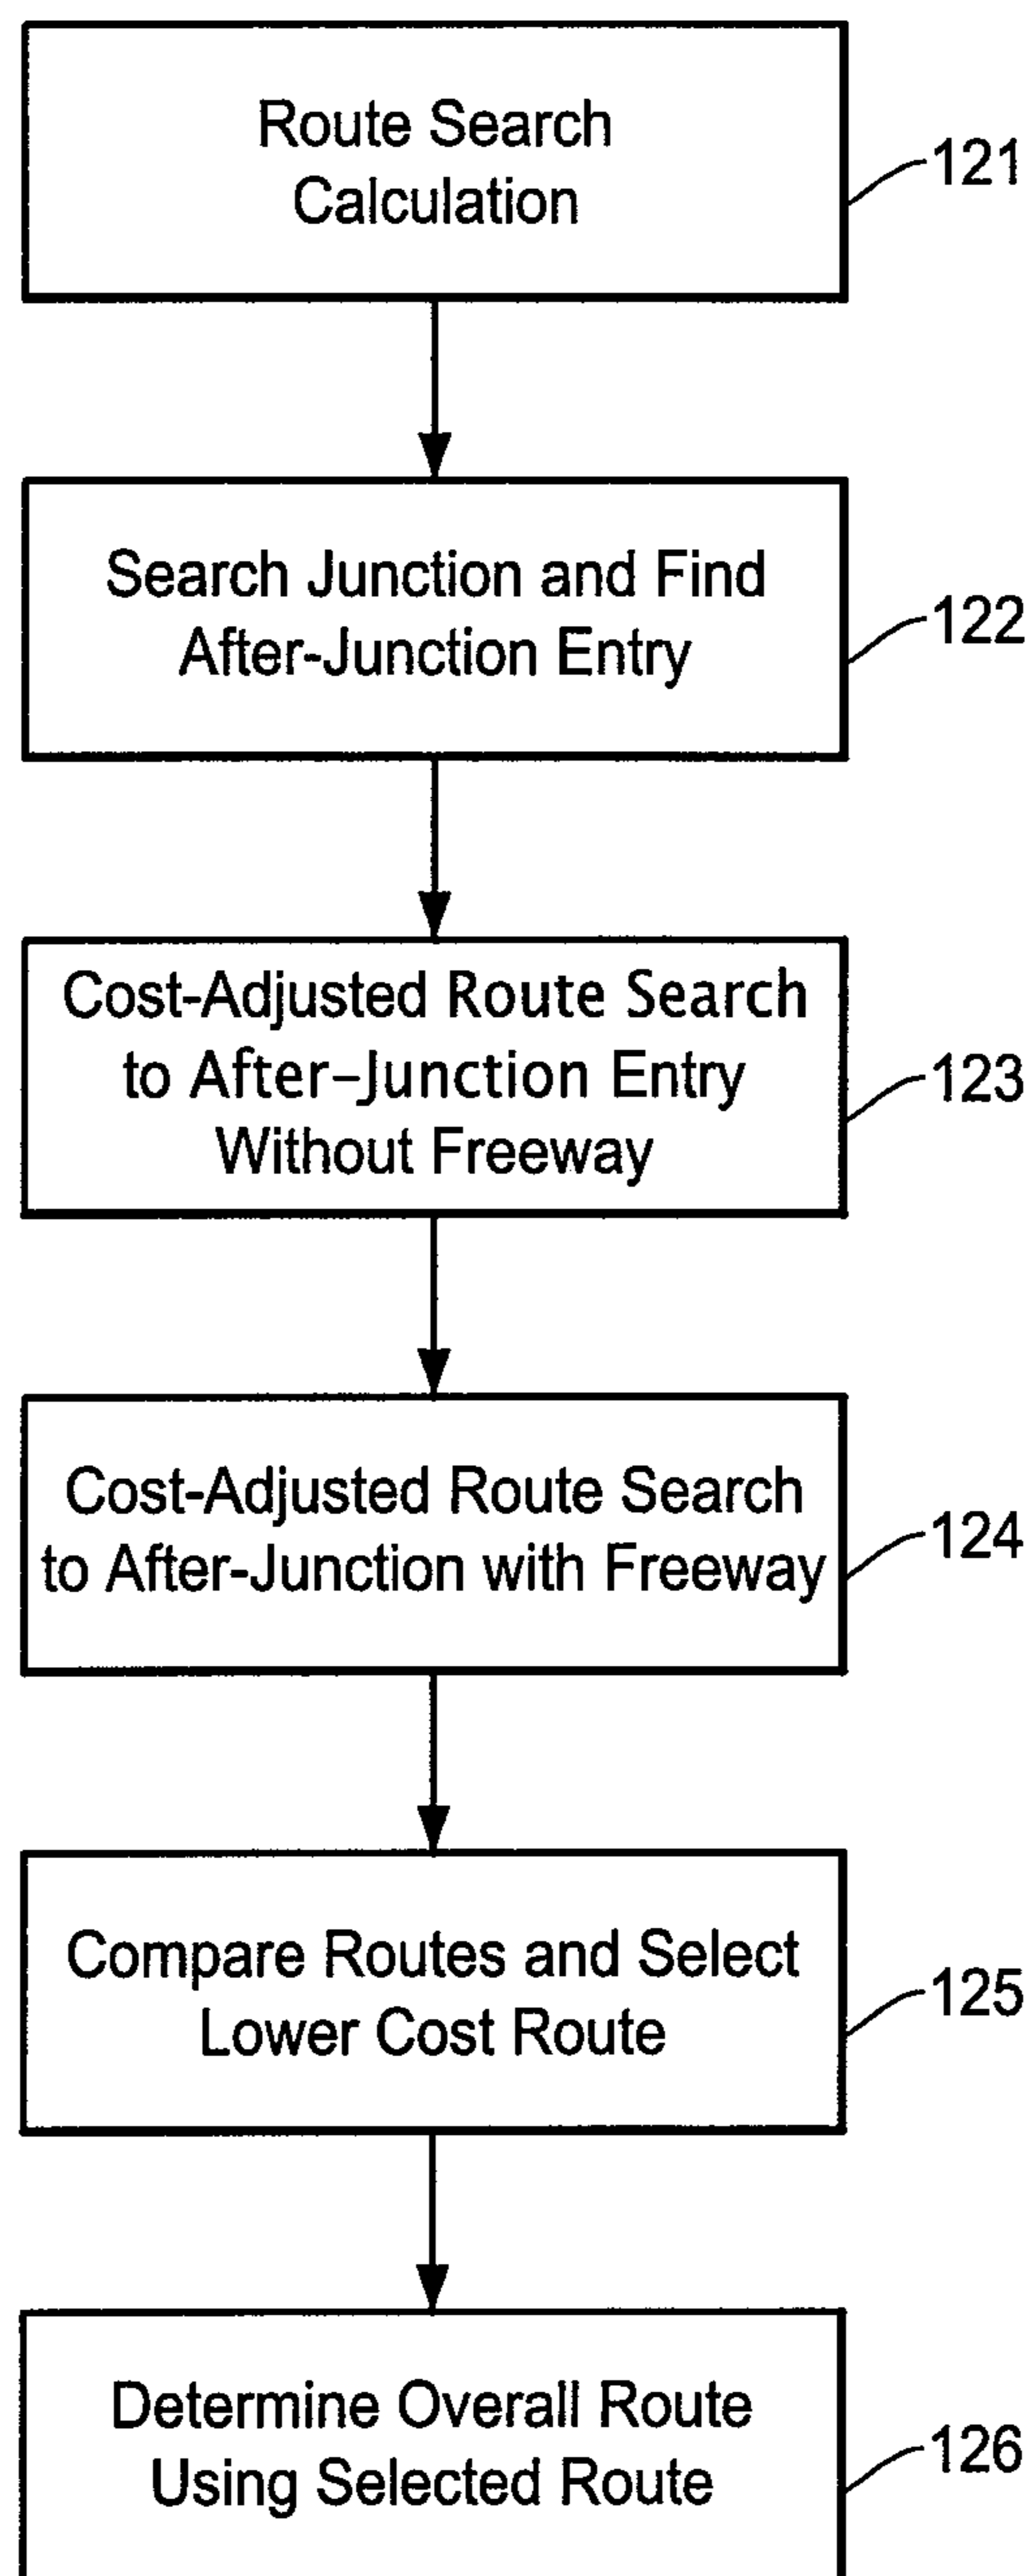 Route Search
Calculation
121
Search Junction and Find
After-Junction Entry
122
Cost-Adjusted Route Search
to After-Junction Entry
Without Freeway
123
Cost-Adjusted Route Search
to After-Junction with Freeway
124
Compare Routes and Select
Lower Cost Route
125
Determine Overall Route
Using Selected Route
126